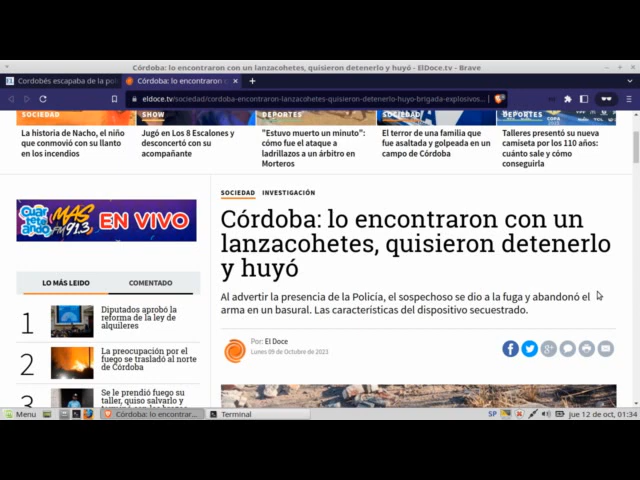 Córdoba: lo encontraron con un lanzacohetes, quisieron detenerlo y huyó - ElDoce.tv - Brave
Cordobés escapaba de la pol
Córdoba: lo encontraron
eldoce.tv/sociedad/cordoba-encontraron-lanzacohetes-quisieron-detenerlo-huyo-brigada-explosivos...
SOCIEDAD
SHOW
DEPORTES
SOCIEDAD
DEPORTES
La historia de Nacho, el niño
que conmovió con su llanto
en los incendios
Jugó en Los 8 Escalones y
desconcertó con su
acompañante
"Estuvo muerto un minuto":
cómo fue el ataque a
ladrillazos a un árbitro en
Morteros
El terror de una familia que
fue asaltada y golpeada en un
campo de Córdoba
Talleres presentó su nueva
camiseta por los 110 años:
cuánto sale y cómo
conseguirla
CUAR
TETE
ANDO
MAS
FM 91.3
EN VIVO
LO MÁS LEIDO
COMENTADO
1
Diputados aprobó la
reforma de la ley de
alquileres
2
La preocupación por el
fuego se trasladó al norte
de Córdoba
3
Se le prendió fuego su
taller, quiso salvarlo y
SOCIEDAD INVESTIGACIÓN
Córdoba: lo encontraron con un
lanzacohetes, quisieron detenerlo
y huyó
Al advertir la presencia de la Policía, el sospechoso se dio a la fuga y abandonó el
arma en un basural. Las características del dispositivo secuestrado.
Por: El Doce
Lunes 09 de Octubre de 2023
Menu
Córdoba: lo encontrar...
Terminal
SP
jue 12 de oct, 01:34